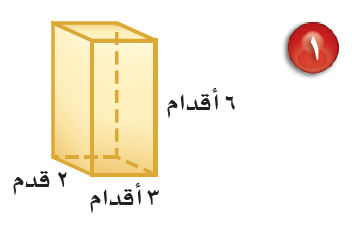 ١
٦ أقدام
٢ قدم
٣ أقدام